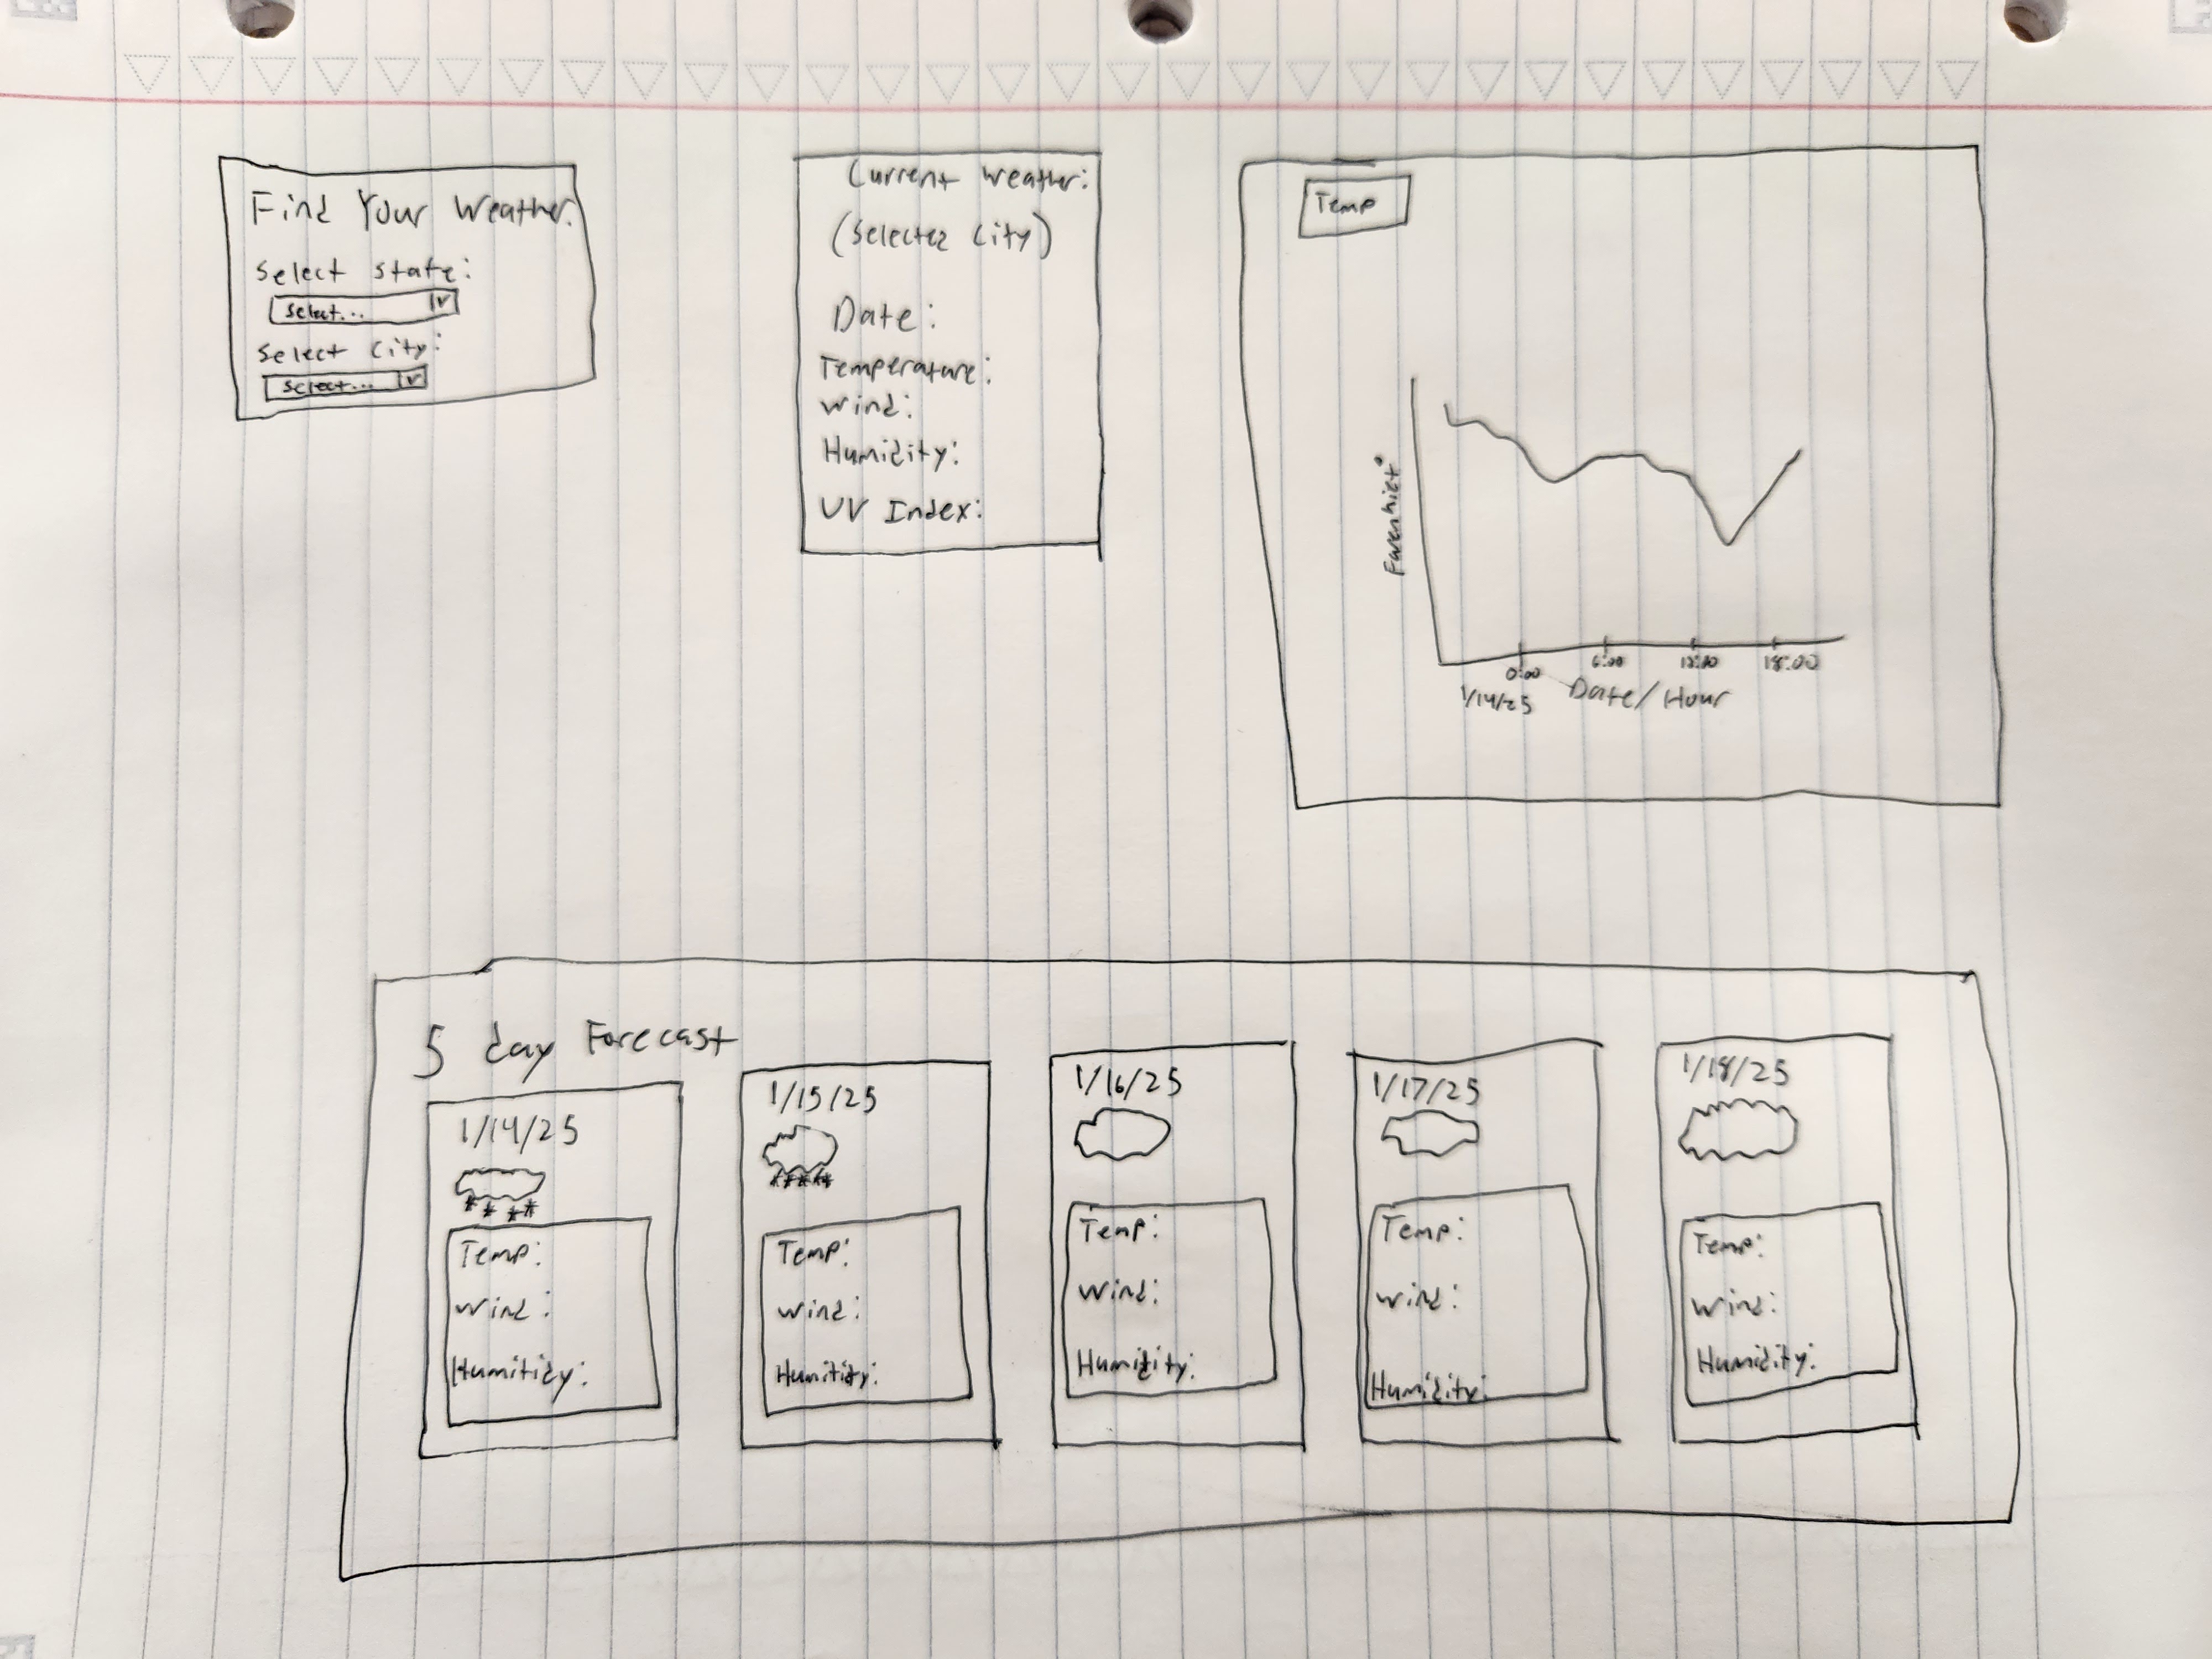 Find Your Weather:
Select State:
Select...
Select City:
Select...
Current Weather:
(Selected City)
Date:
Temperature:
Wind:
Humidity:
UV Index:
Temp
Farenhiet°
0:00 6:00 12:00 18:00
1/14/25 Date/Hour
5 day Forecast
1/14/25
Temp:
Wind:
Humitidy:
1/15/25
Temp:
Wind:
Humitidy:
1/16/25
Temp:
Wind:
Humidity:
1/17/25
Temp:
Wind:
Humidity:
1/18/25
Temp:
Wind:
Humidity: